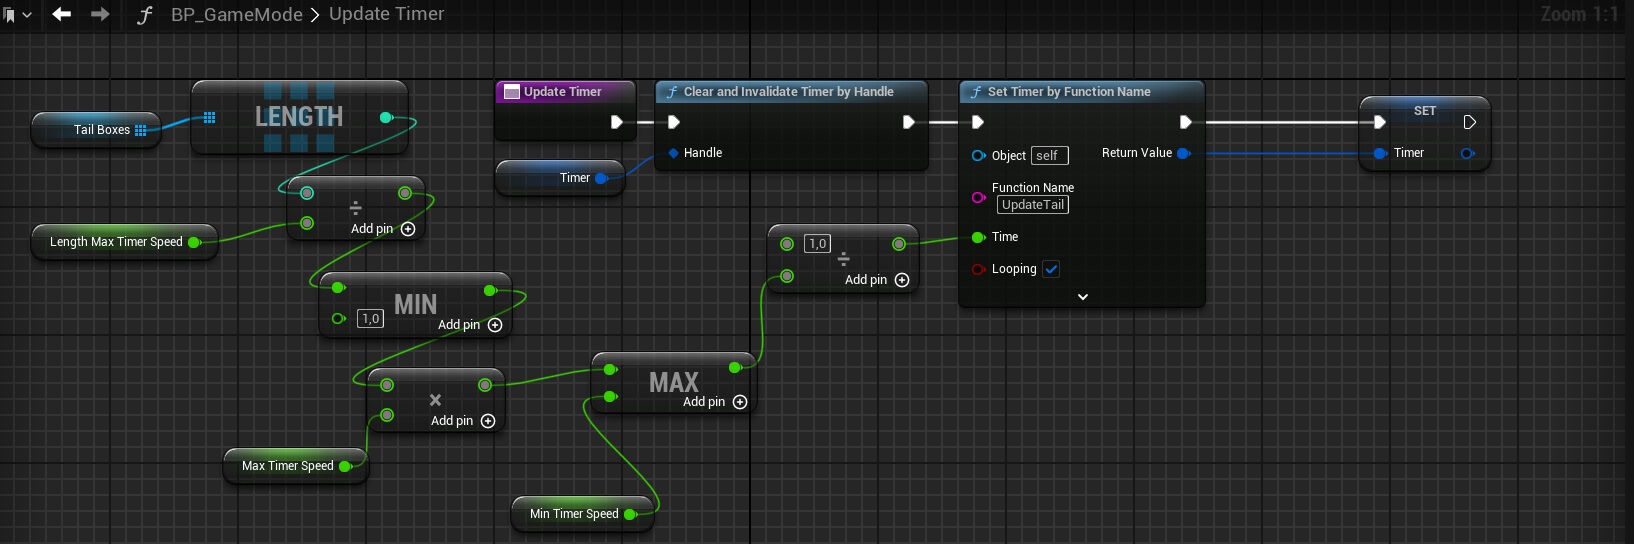 BP_GameMode > Update Timer
Zoom 1:1
Tail Boxes
LENGTH
Update Timer
Clear and Invalidate Timer by Handle
Handle
Timer
Set Timer by Function Name
Object self
Return Value
Function Name
UpdateTail
Time
Looping
SET
Timer
÷
Add pin
Length Max Timer Speed
MIN
1,0
Add pin
×
Add pin
Max Timer Speed
MAX
Add pin
Min Timer Speed
1,0
÷
Add pin